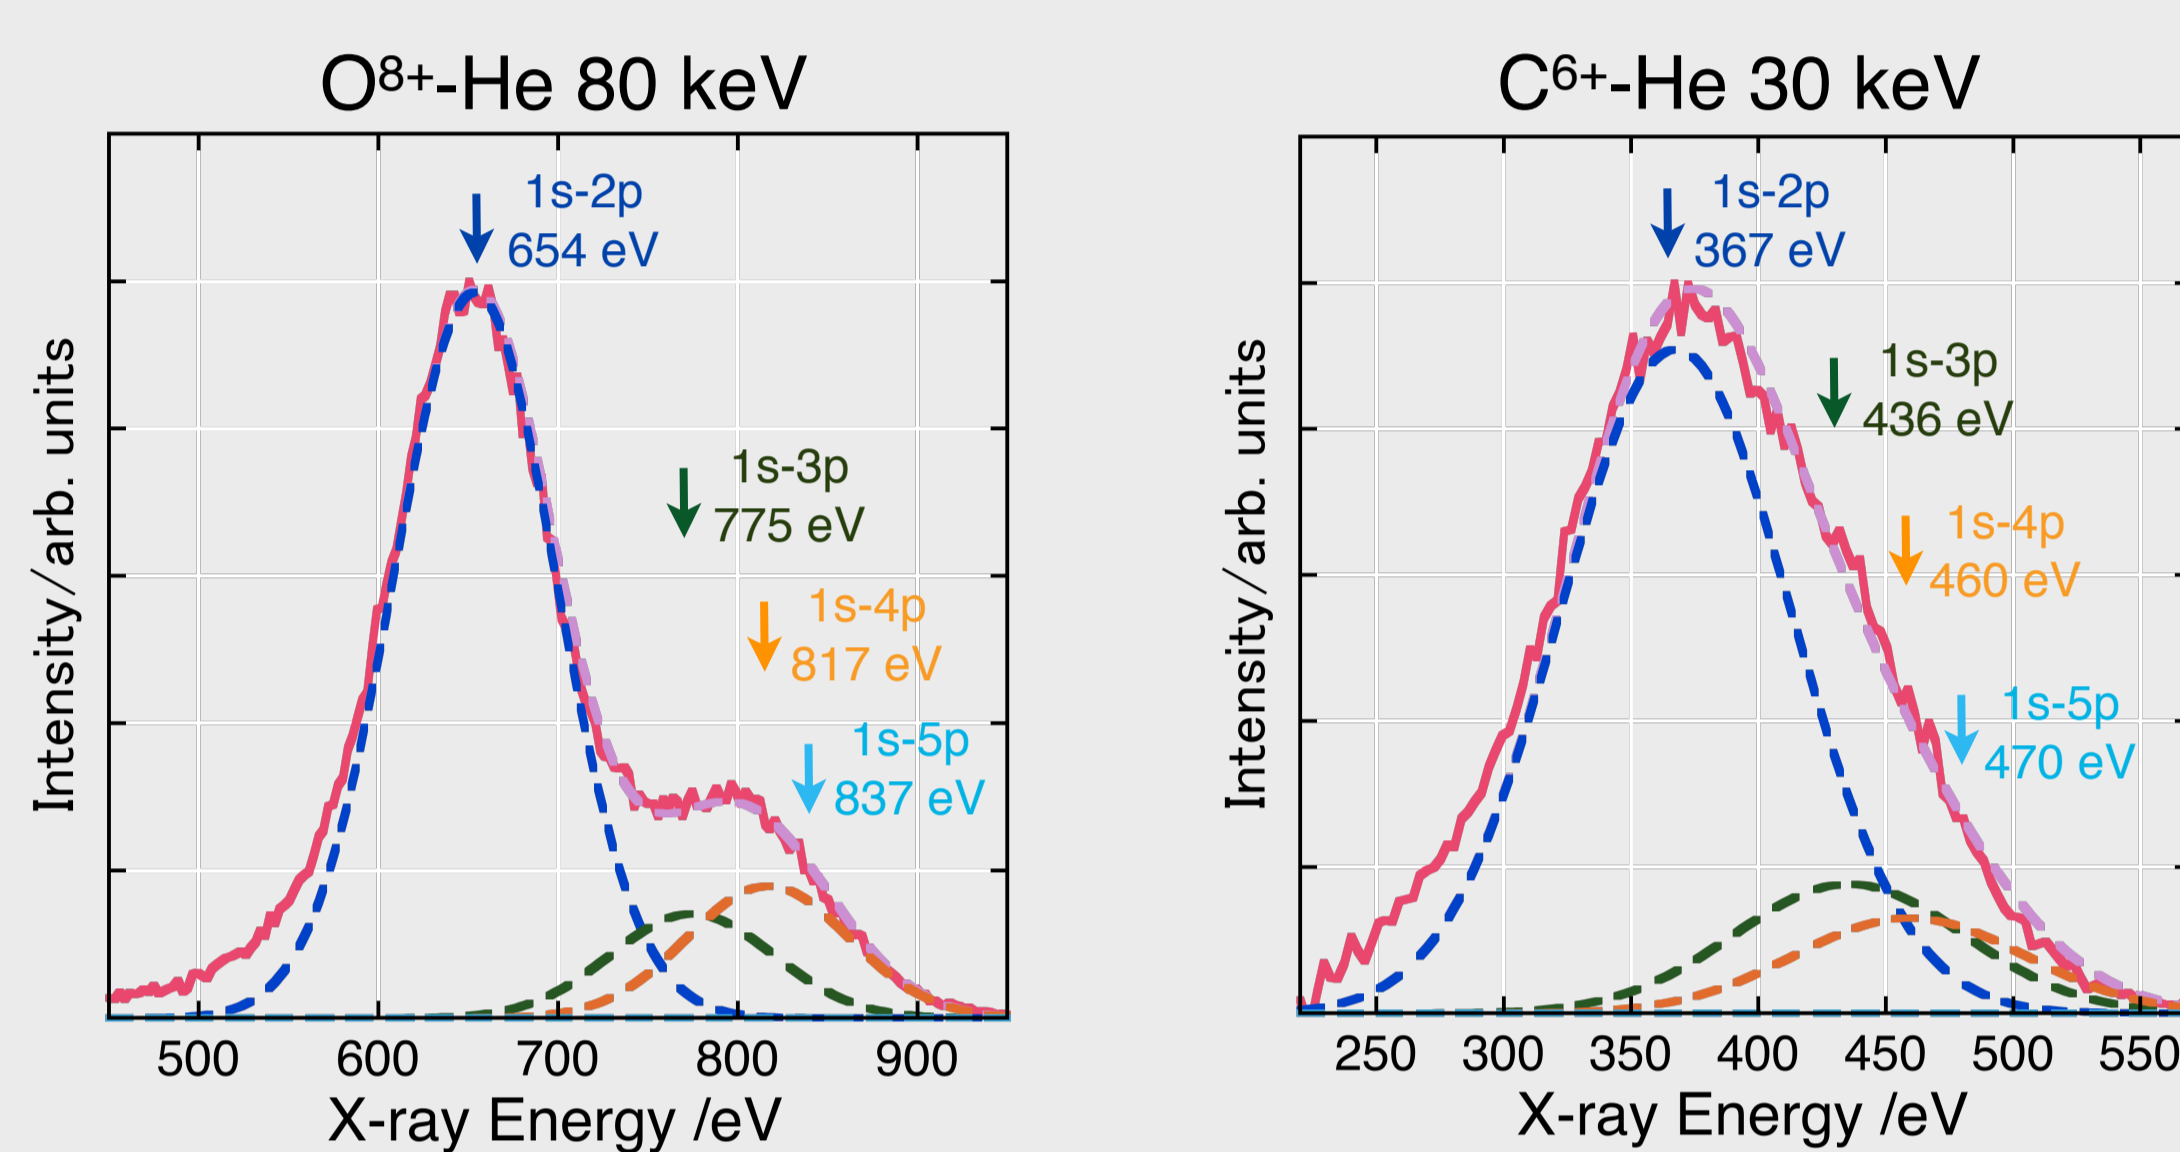 O8+-He 80 keV
1s-2p
654 eV
1s-3p
775 eV
1s-4p
817 eV
1s-5p
837 eV
Intensity/arb. units
500 600 700 800 900
X-ray Energy /eV
C6+-He 30 keV
1s-2p
367 eV
1s-3p
436 eV
1s-4p
460 eV
1s-5p
470 eV
Intensity/arb. units
250 300 350 400 450 500 550
X-ray Energy /eV